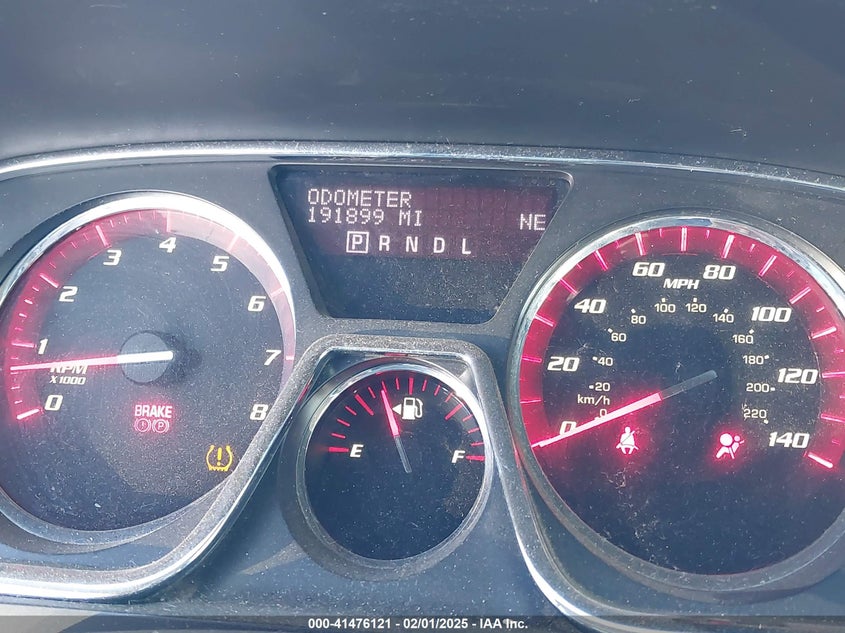 ODOMETER
191899 MI NE
P R N D L
0 1 2 3 4 5 6 7 8
RPM
X1000
BRAKE
P
E F
0 20 40 60 80 100 120 140
MPH
0 20 40 60 80 100 120 140 160 180 200 220
km/h
000-41476121 - 02/01/2025 - IAA Inc.